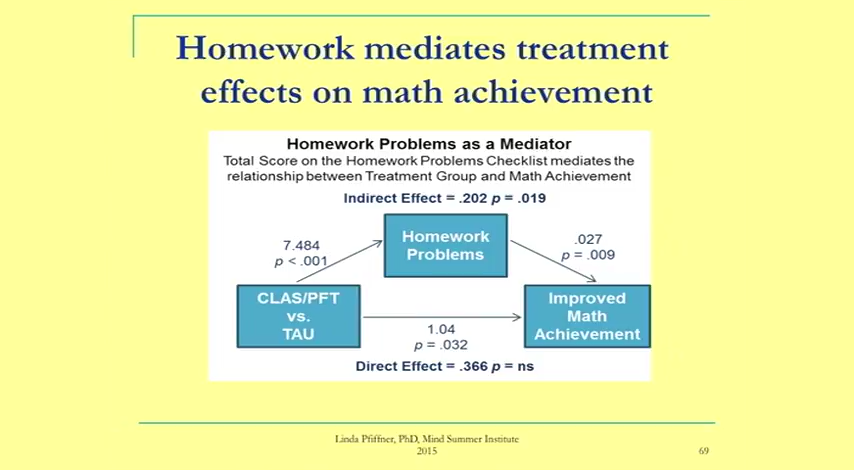 Homework mediates treatment
effects on math achievement
Homework Problems as a Mediator
Total Score on the Homework Problems Checklist mediates the
relationship between Treatment Group and Math Achievement
Indirect Effect = .202 p = .019
7.484
p < .001
Homework
Problems
.027
p = .009
CLAS/PFT
vs.
TAU
1.04
p = .032
Improved
Math
Achievement
Direct Effect = .366 p = ns
Linda Pfiffner, PhD, Mind Summer Institute
2015
69